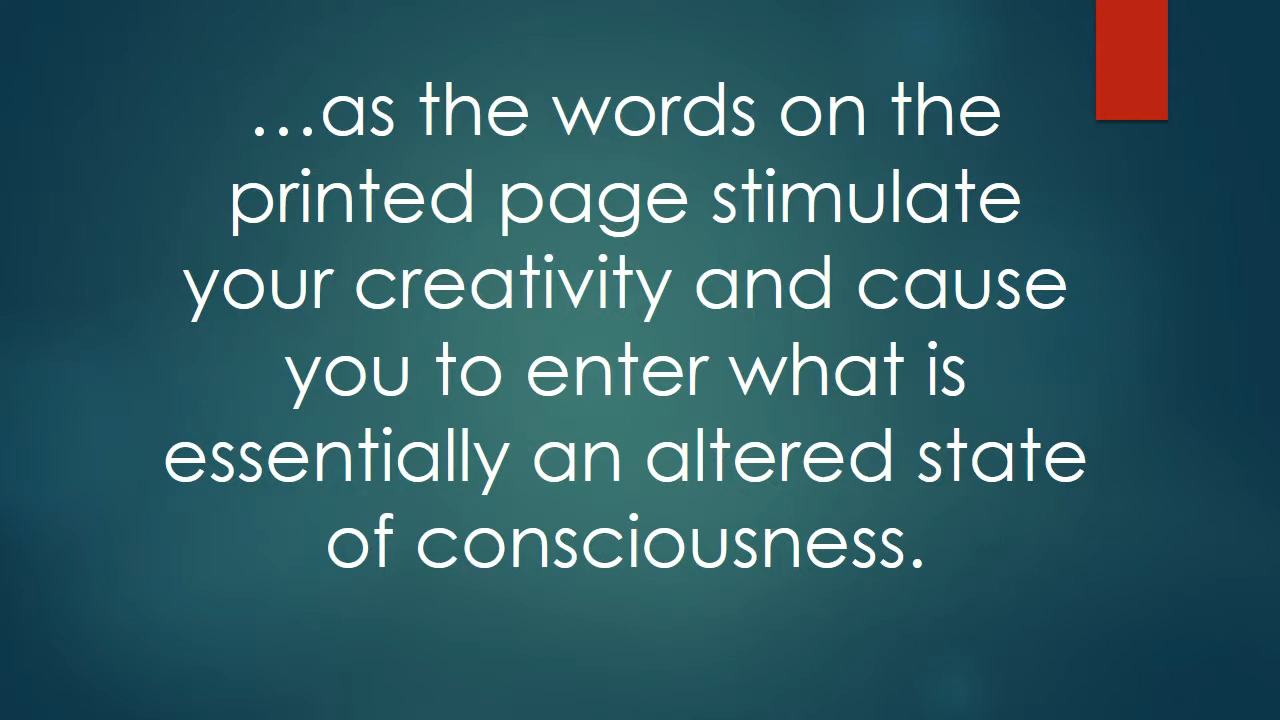 …as the words on the
printed page stimulate
your creativity and cause
you to enter what is
essentially an altered state
of consciousness.